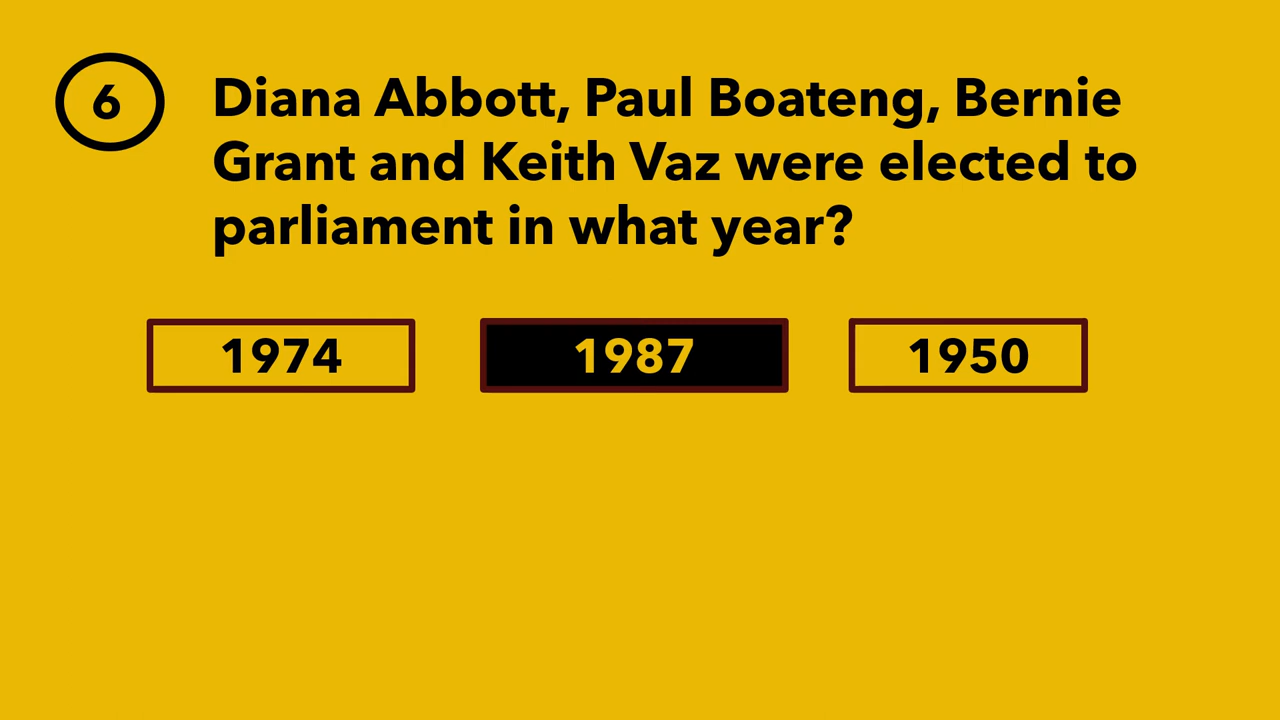 6
Diana Abbott, Paul Boateng, Bernie
Grant and Keith Vaz were elected to
parliament in what year?
1974
1987
1950